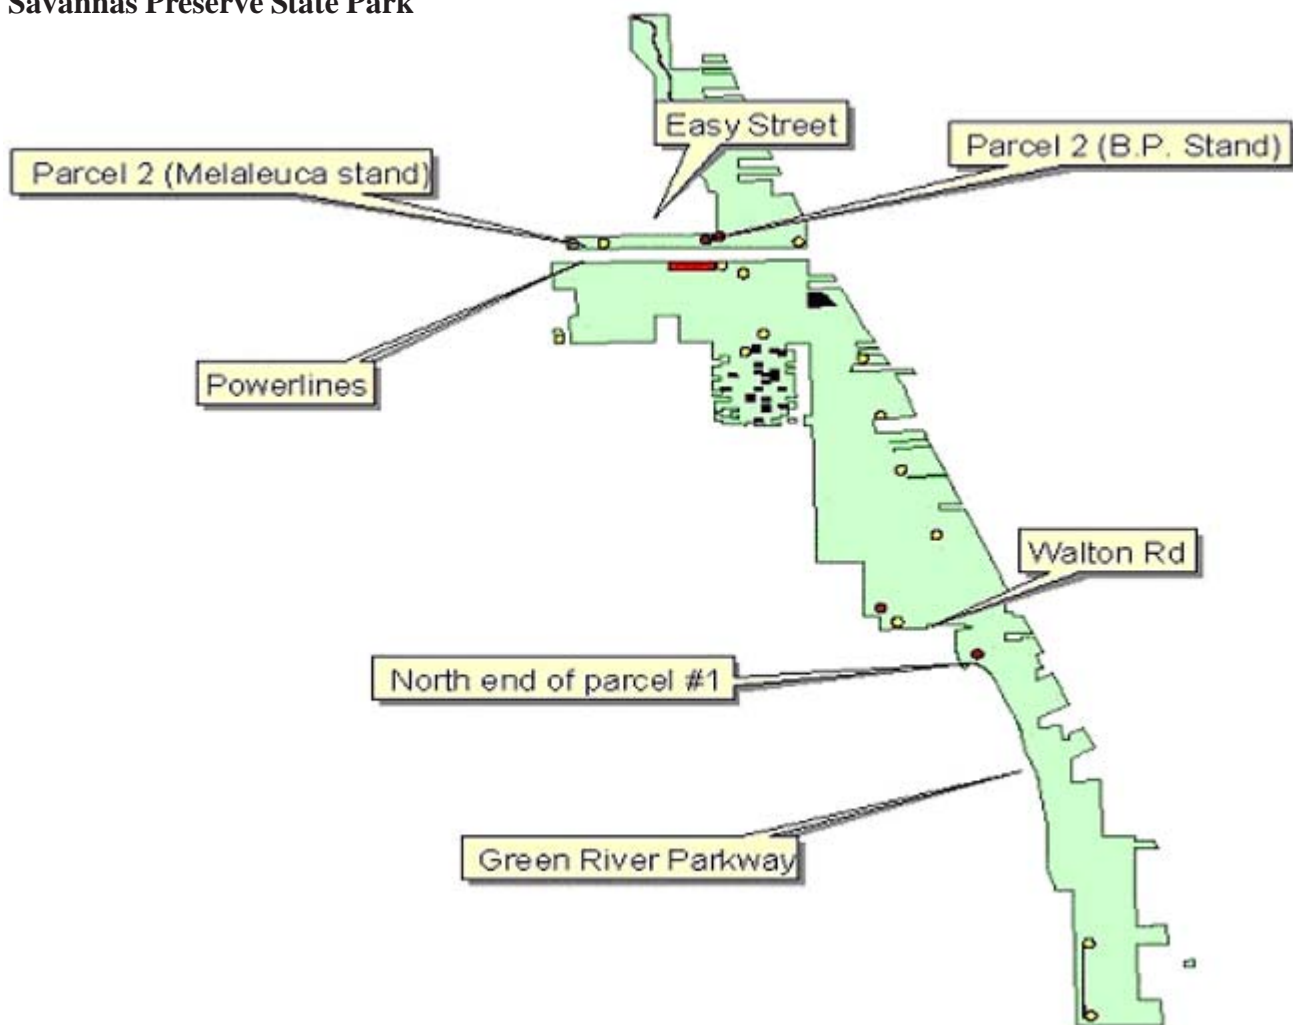 Savannas Preserve State Park
Easy Street
Parcel 2 (B.P. Stand)
Parcel 2 (Melaleuca stand)
Powerlines
Walton Rd
North end of parcel #1
Green River Parkway